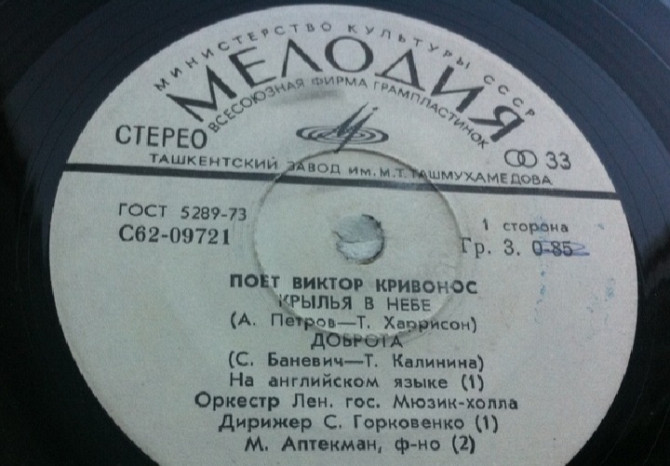 МИНИСТЕРСТВО КУЛЬТУРЫ СССР
МЕЛОДИЯ
ВСЕСОЮЗНАЯ ФИРМА ГРАМПЛАСТИНОК
СТЕРЕО
33
ТАШКЕНТСКИЙ ЗАВОД ИМ. М.Т.ТАШМУХАМЕДОВА
ГОСТ 5289-73
С62-09721
1 сторона
Гр. 3. 0-85
ПОЕТ ВИКТОР КРИВОНОС
КРЫЛЬЯ В НЕБЕ
(А. Петров—Т. Харрисон)
ДОБРОТА
(С. Баневич—Т. Калинина)
На английском языке (1)
Оркестр Лен. гос. Мюзик-холла
Дирижер С. Горковенко (1)
М. Аптекман, ф-но (2)